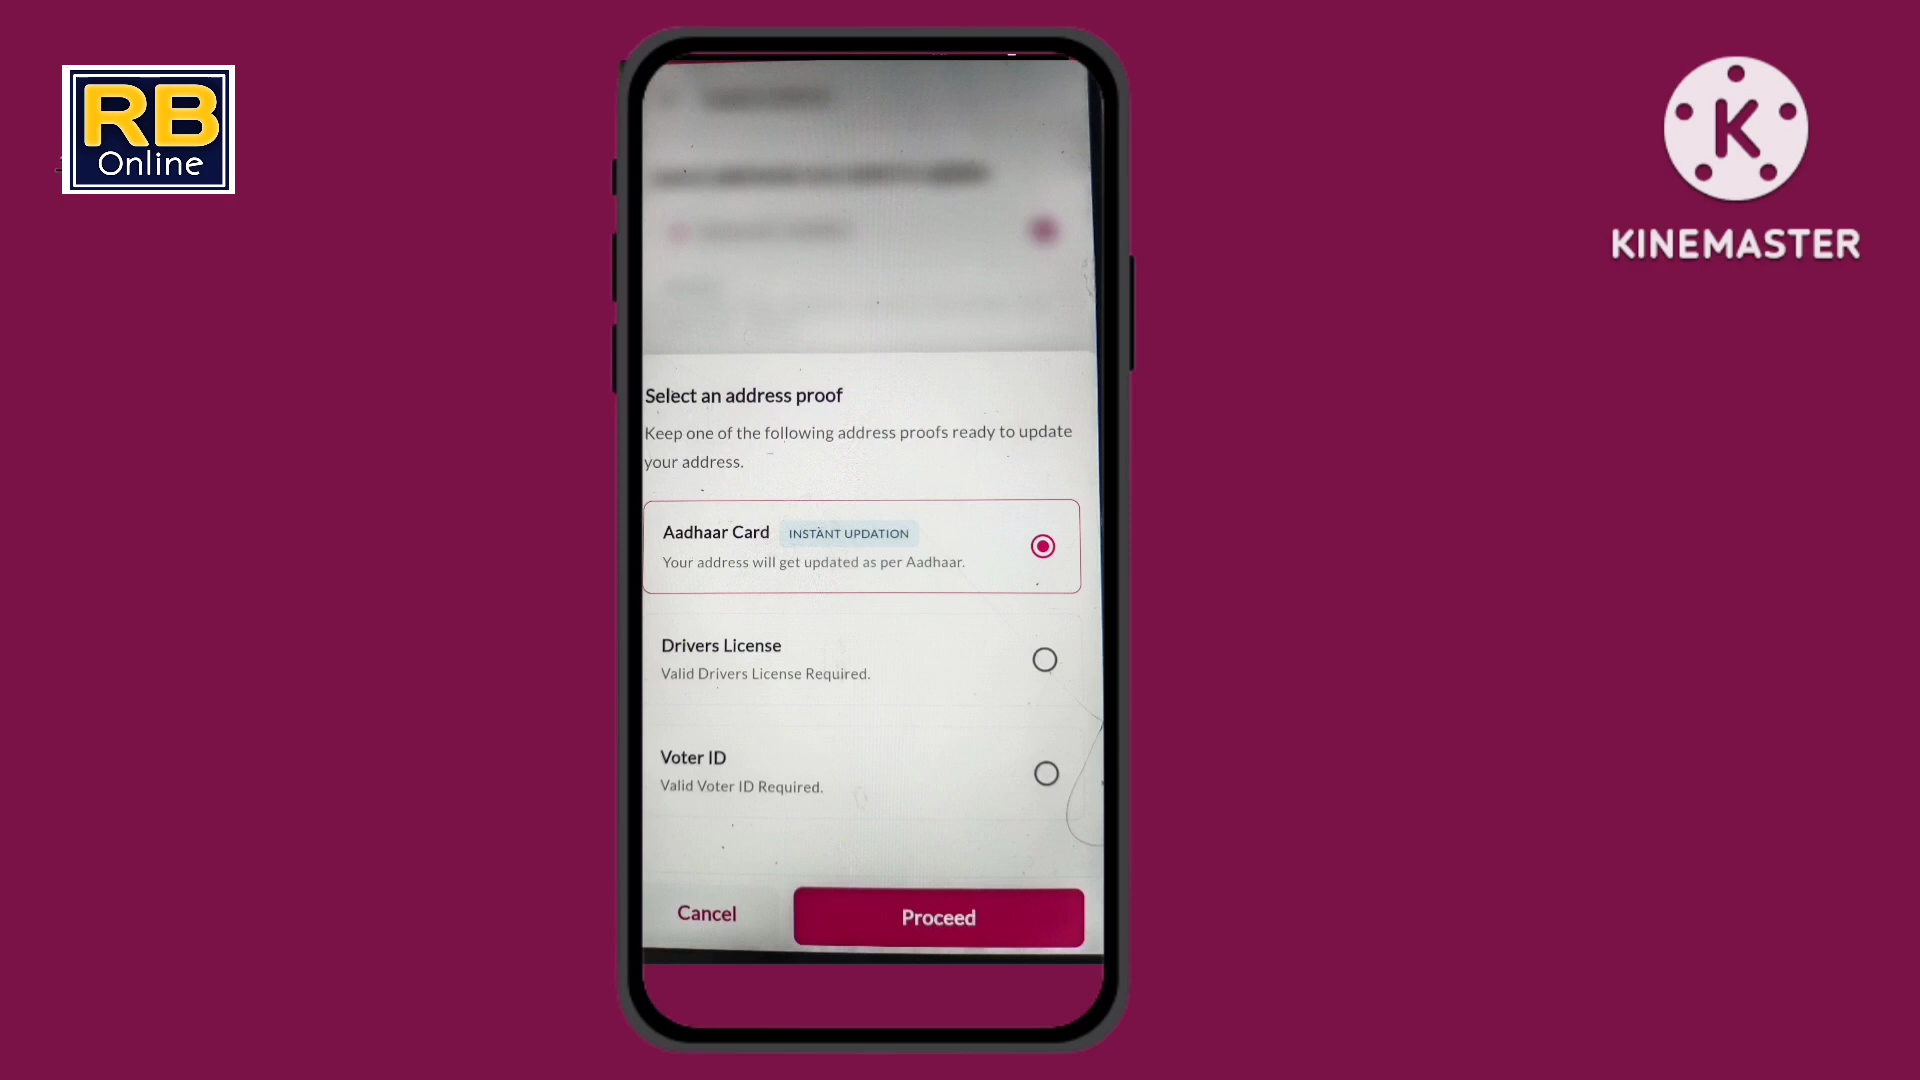 RB
Online
K
KINEMASTER
Select an address proof
Keep one of the following address proofs ready to update
your address.
Aadhaar Card INSTANT UPDATION
Your address will get updated as per Aadhaar.
Drivers License
Valid Drivers License Required.
Voter ID
Valid Voter ID Required.
Cancel Proceed